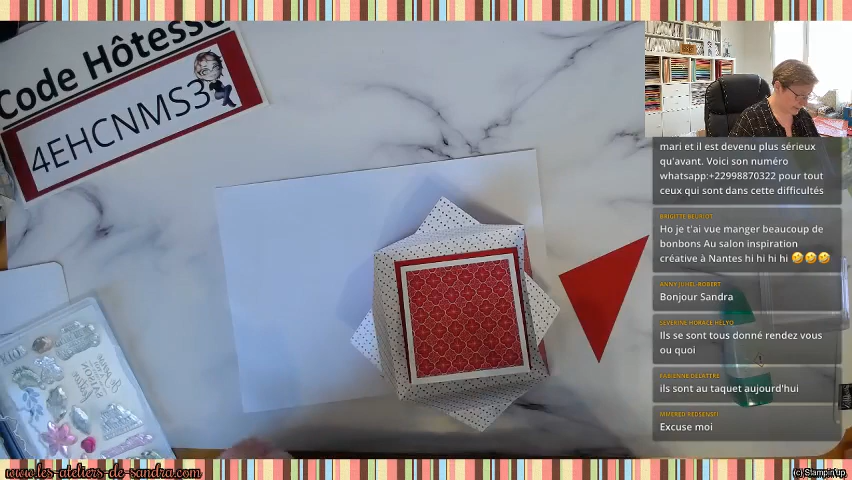 Code Hôtesse
4EHCNMS3
mari et il est devenu plus sérieux
qu'avant. Voici son numéro
whatsapp:+22998870322 pour tout
ceux qui sont dans cette difficultés
BRIGITTE BEURIOT
Ho je t'ai vue manger beaucoup de
bonbons Au salon inspiration
créative à Nantes hi hi hi hi 🤣🤣🤣
ANNY JUHEL-ROBERT
Bonjour Sandra
SEVERINE HORACE HELYO
Ils se sont tous donné rendez vous
ou quoi
FABIENNE DELATTRE
ils sont au taquet aujourd'hui
MMERED REDSENSTI
Excuse moi
www.les-ateliers-de-sandra.com
(c) Stampin'up